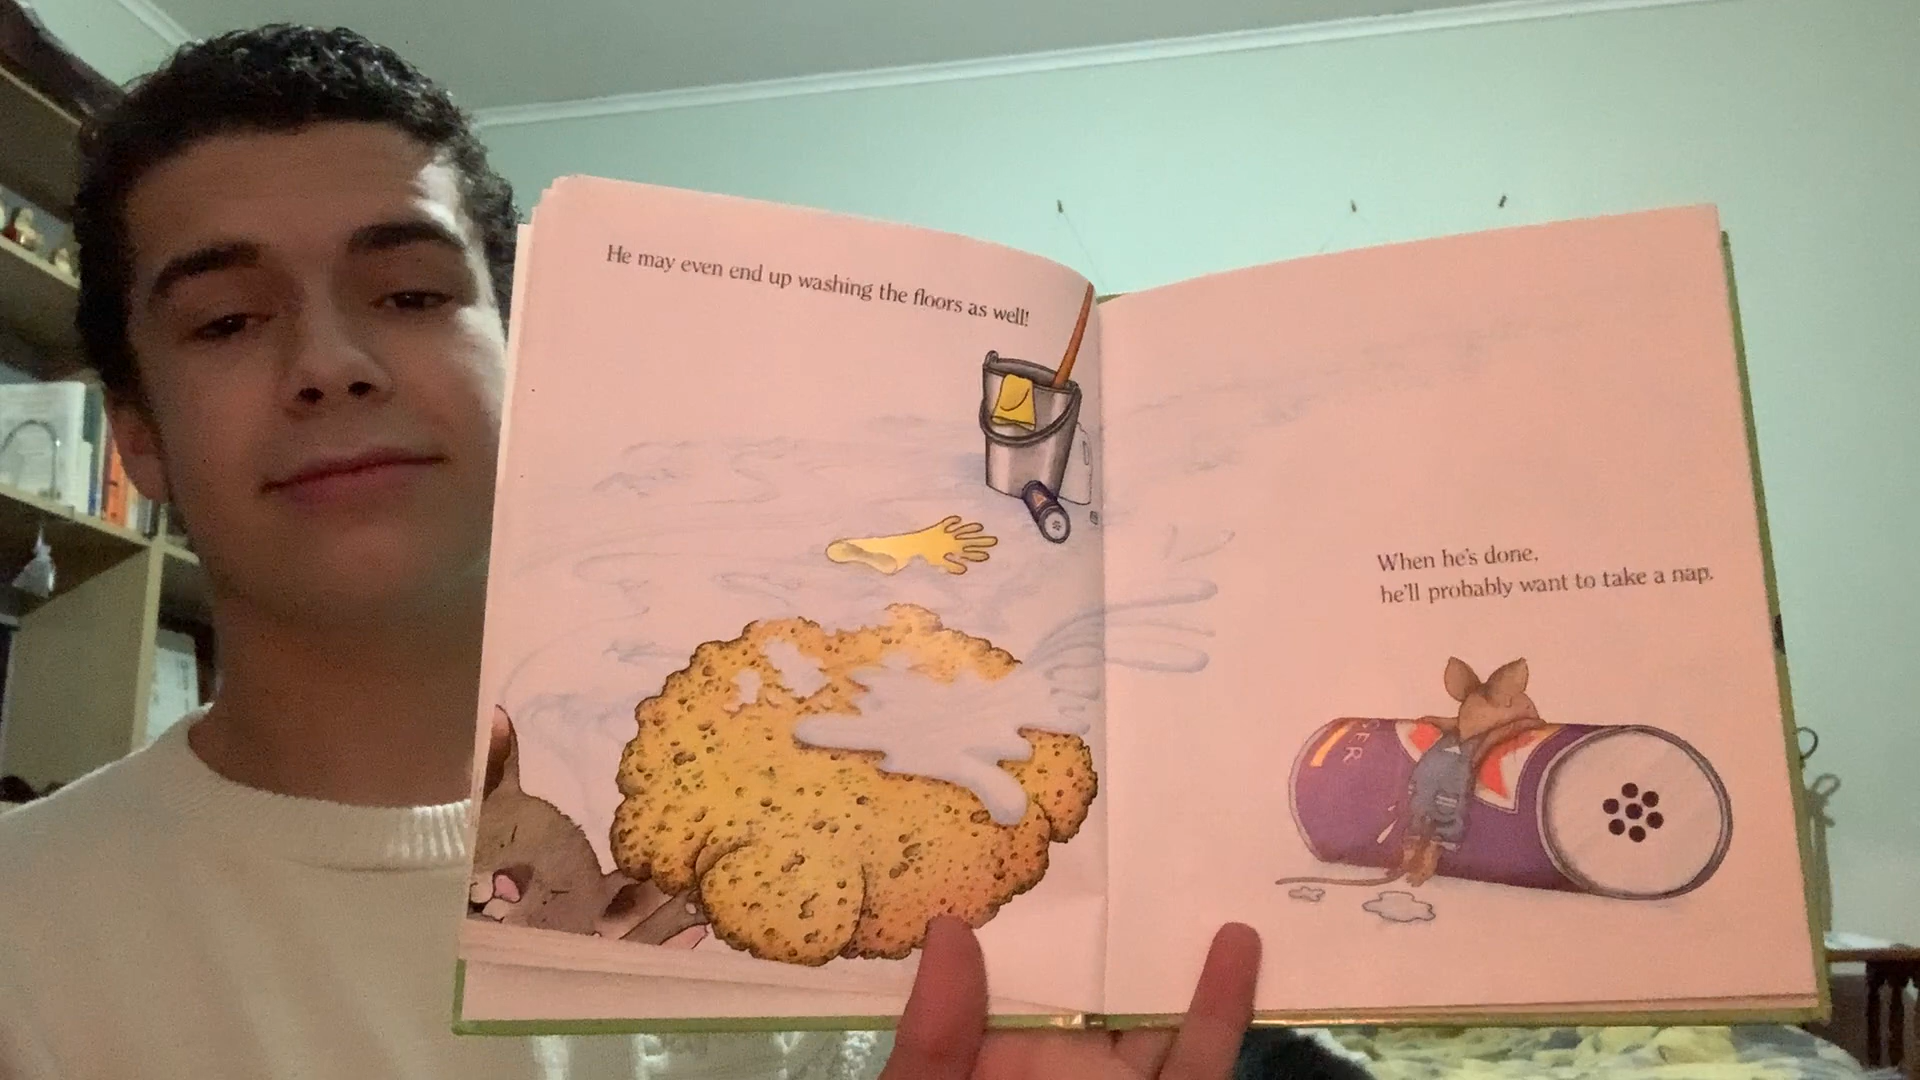 He may even end up washing the floors as well!
When he's done,
he'll probably want to take a nap.